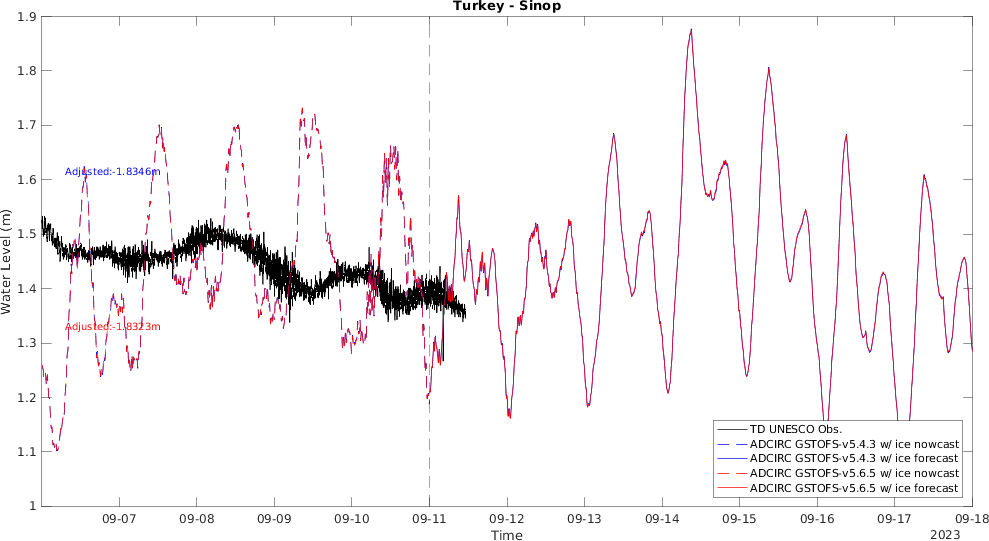 Turkey - Sinop
1.9
1.8
1.7
1.6
1.5
1.4
1.3
1.2
1.1
1
Water Level (m)
Adjusted:-1.8346m
Adjusted:-1.8323m
TD UNESCO Obs.
ADCIRC GSTOFS-v5.4.3 w/ ice nowcast
ADCIRC GSTOFS-v5.4.3 w/ ice forecast
ADCIRC GSTOFS-v5.6.5 w/ ice nowcast
ADCIRC GSTOFS-v5.6.5 w/ ice forecast
09-07 09-08 09-09 09-10 09-11 09-12 09-13 09-14 09-15 09-16 09-17 09-18
Time
2023